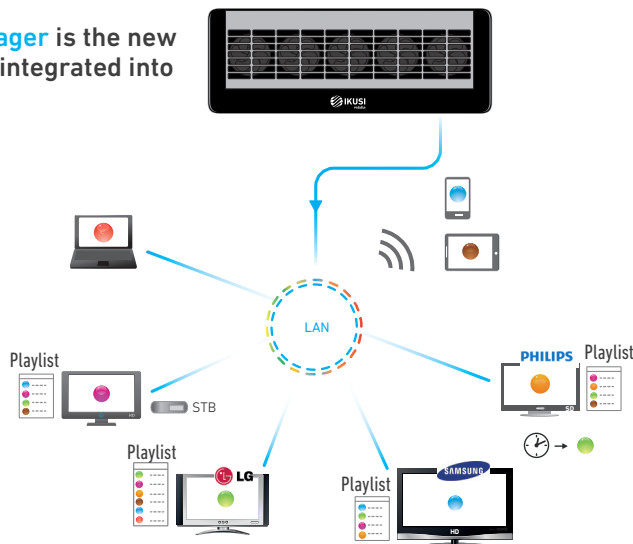 ager is the new
integrated into
IKUSI
LAN
Playlist
HD
STB
PHILIPS
Playlist
SD
Playlist
LG
Playlist
SAMSUNG
HD